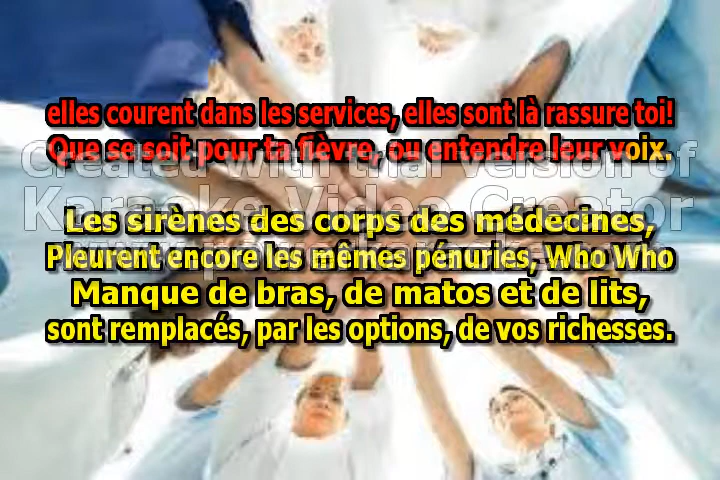 elles courent dans les services, elles sont là rassure toi!
Que se soit pour ta fièvre, ou entendre leur voix.
Created with trial version of
Karaoke Video Creator
Les sirènes des corps des médecines,
Pleurent encore les mêmes pénuries, Who Who
Manque de bras, de matos et de lits,
sont remplacés, par les options, de vos richesses.